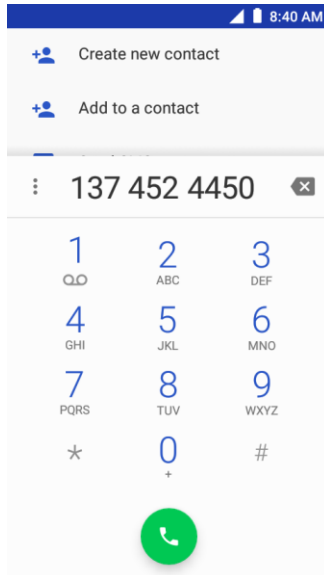 8:40 AM
Create new contact
Add to a contact
137 452 4450
1 2 3
ABC DEF
4 5 6
GHI JKL MNO
7 8 9
PQRS TUV WXYZ
* 0 #
+